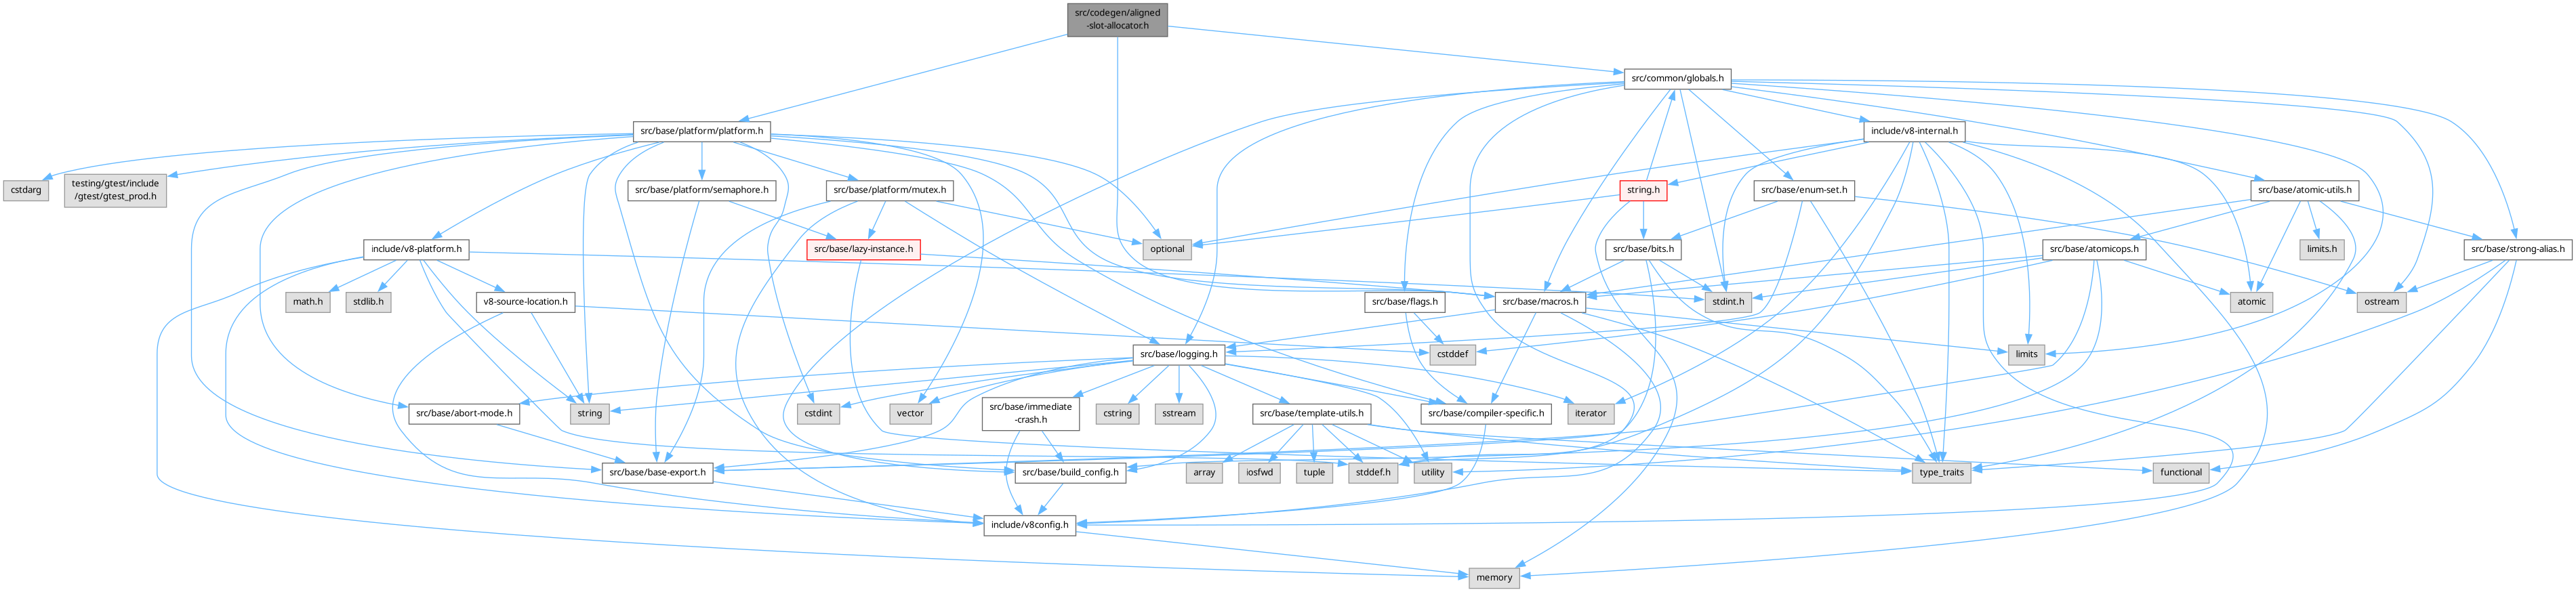 src/codegen/aligned
-slot-allocator.h
src/common/globals.h
src/base/platform/platform.h
include/v8-internal.h
cstdarg
testing/gtest/include
/gtest/gtest_prod.h
src/base/platform/semaphore.h
src/base/platform/mutex.h
string.h
src/base/enum-set.h
src/base/atomic-utils.h
include/v8-platform.h
src/base/lazy-instance.h
optional
src/base/bits.h
src/base/atomicops.h
limits.h
src/base/strong-alias.h
math.h
stdlib.h
v8-source-location.h
src/base/flags.h
src/base/macros.h
stdint.h
atomic
ostream
src/base/logging.h
cstddef
limits
src/base/abort-mode.h
string
cstdint
vector
src/base/immediate
-crash.h
cstring
sstream
src/base/template-utils.h
src/base/compiler-specific.h
iterator
src/base/base-export.h
src/base/build_config.h
array
iosfwd
tuple
stddef.h
utility
type_traits
functional
include/v8config.h
memory